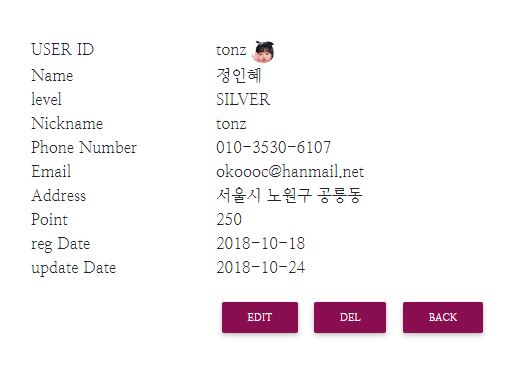 USER ID tonz
Name 정인혜
level SILVER
Nickname tonz
Phone Number 010-3530-6107
Email okoooc@hanmail.net
Address 서울시 노원구 공릉동
Point 250
reg Date 2018-10-18
update Date 2018-10-24
EDIT DEL BACK